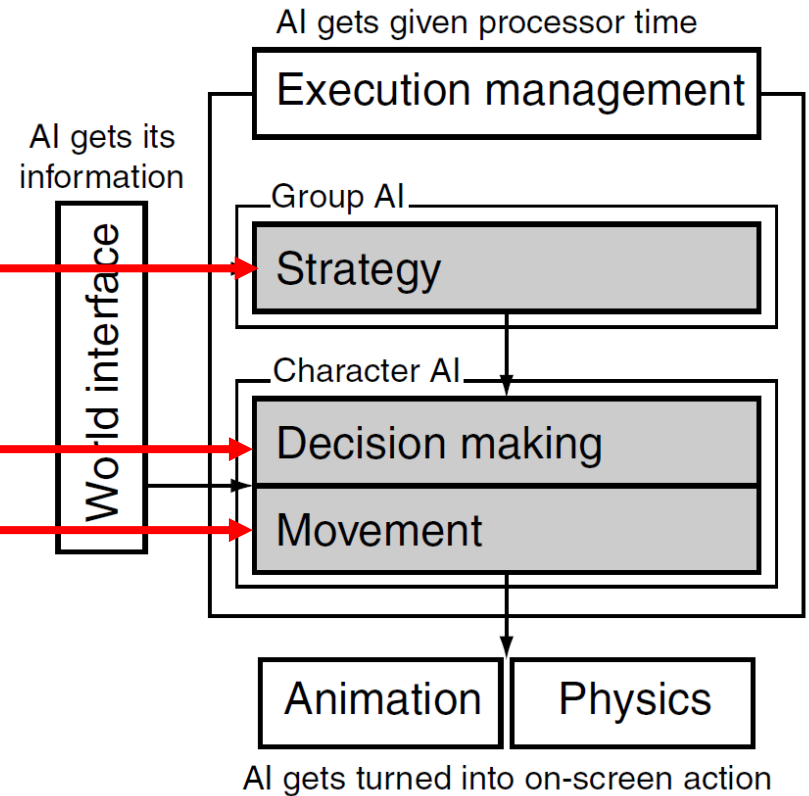 AI gets given processor time
Execution management
AI gets its
information
Group AI
World interface
Strategy
Character AI
Decision making
Movement
Animation
Physics
AI gets turned into on-screen action